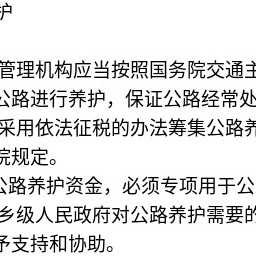 护
管理机构应当按照国务院交通主
公路进行养护，保证公路经常处
采用依法征税的办法筹集公路养
院规定。
公路养护资金，必须专项用于公
乡级人民政府对公路养护需要的
予支持和协助。